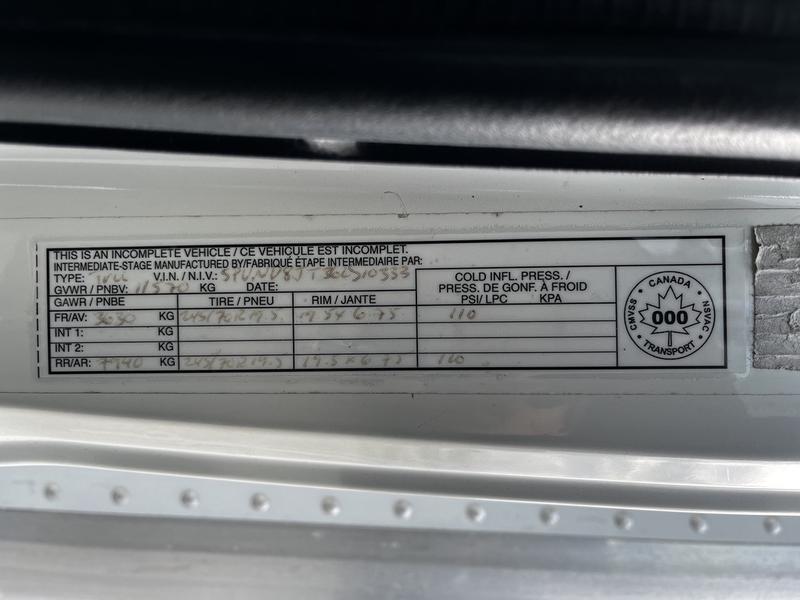 THIS IS AN INCOMPLETE VEHICLE / CE VÉHICULE EST INCOMPLET.
INTERMEDIATE-STAGE MANUFACTURED BY/FABRIQUÉ ÉTAPE INTERMEDIAIRE PAR:
TYPE: V.I.N. / N.I.V.:
GVWR / PNBV: 11570 KG DATE:
COLD INFL. PRESS. /
PRESS. DE GONF. À FROID
PSI/ LPC KPA
GAWR / PNBE TIRE / PNEU RIM / JANTE
FR/AV: 3630 KG 245/70R19.5 19.5x6.75 110
INT 1: KG
INT 2: KG
RR/AR: 7940 KG 245/70R19.5 19.5x6.75 110
CANADA
CMVSS 000 NSVAC
TRANSPORT